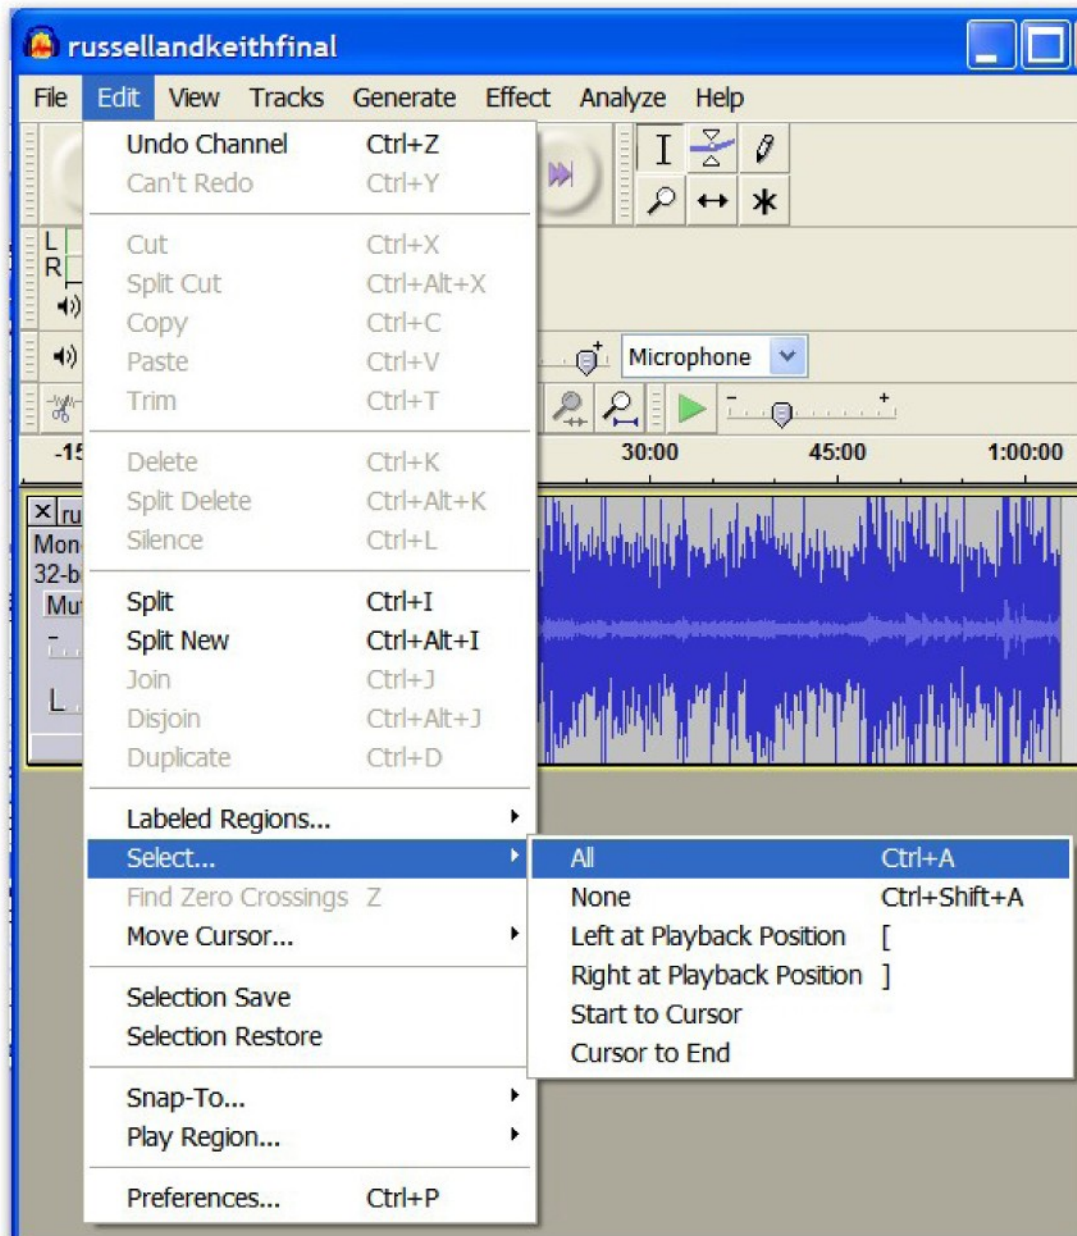 russellandkeithfinal
File Edit View Tracks Generate Effect Analyze Help
Undo Channel Ctrl+Z
Can't Redo Ctrl+Y
Cut Ctrl+X
L
Split Cut Ctrl+Alt+X
R
Copy Ctrl+C
Paste Ctrl+V
Microphone
Trim Ctrl+T
- +
-15 30:00 45:00 1:00:00
Delete Ctrl+K
Split Delete Ctrl+Alt+K
Silence Ctrl+L
Split Ctrl+I
Split New Ctrl+Alt+I
Join Ctrl+J
Disjoin Ctrl+Alt+J
L
Duplicate Ctrl+D
Labeled Regions...
Select...
Find Zero Crossings Z
Move Cursor...
Selection Save
Selection Restore
Snap-To...
Play Region...
Preferences... Ctrl+P
All Ctrl+A
None Ctrl+Shift+A
Left at Playback Position [
Right at Playback Position ]
Start to Cursor
Cursor to End